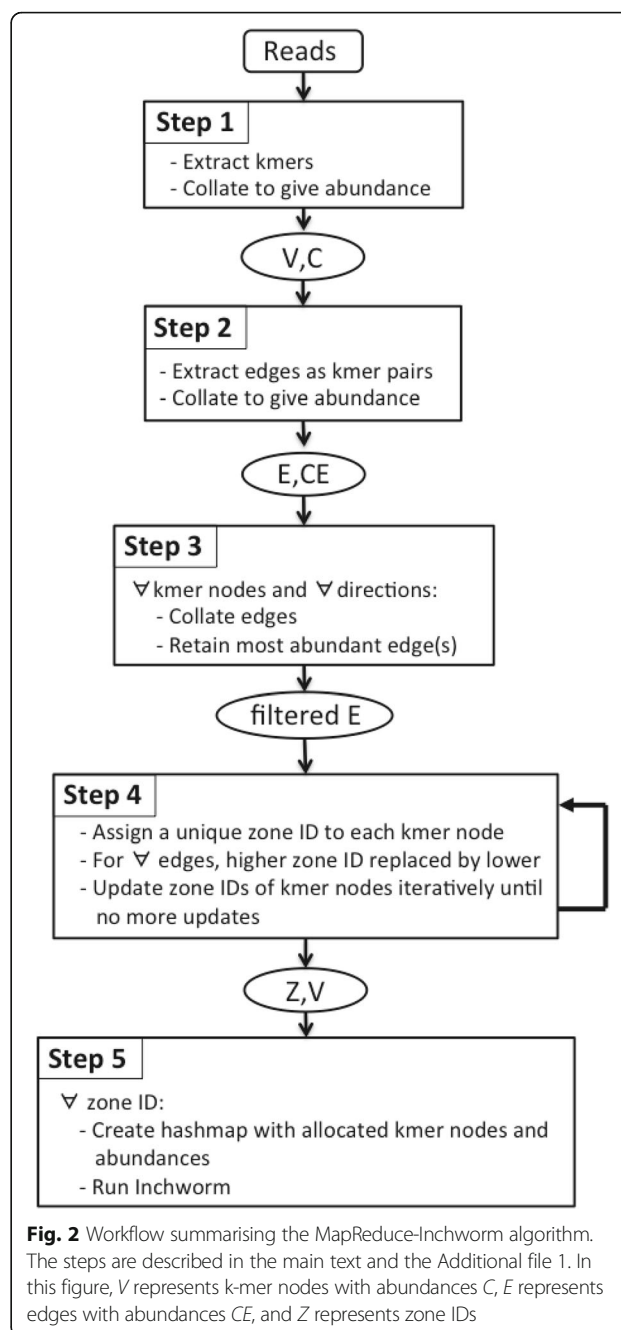 Reads
Step 1
- Extract kmers
- Collate to give abundance
V,C
Step 2
- Extract edges as kmer pairs
- Collate to give abundance
E,CE
Step 3
∀ kmer nodes and ∀ directions:
- Collate edges
- Retain most abundant edge(s)
filtered E
Step 4
- Assign a unique zone ID to each kmer node
- For ∀ edges, higher zone ID replaced by lower
- Update zone IDs of kmer nodes iteratively until
no more updates
Z,V
Step 5
∀ zone ID:
- Create hashmap with allocated kmer nodes and
abundances
- Run Inchworm
Fig. 2 Workflow summarising the MapReduce-Inchworm algorithm.
The steps are described in the main text and the Additional file 1. In
this figure, V represents k-mer nodes with abundances C, E represents
edges with abundances CE, and Z represents zone IDs